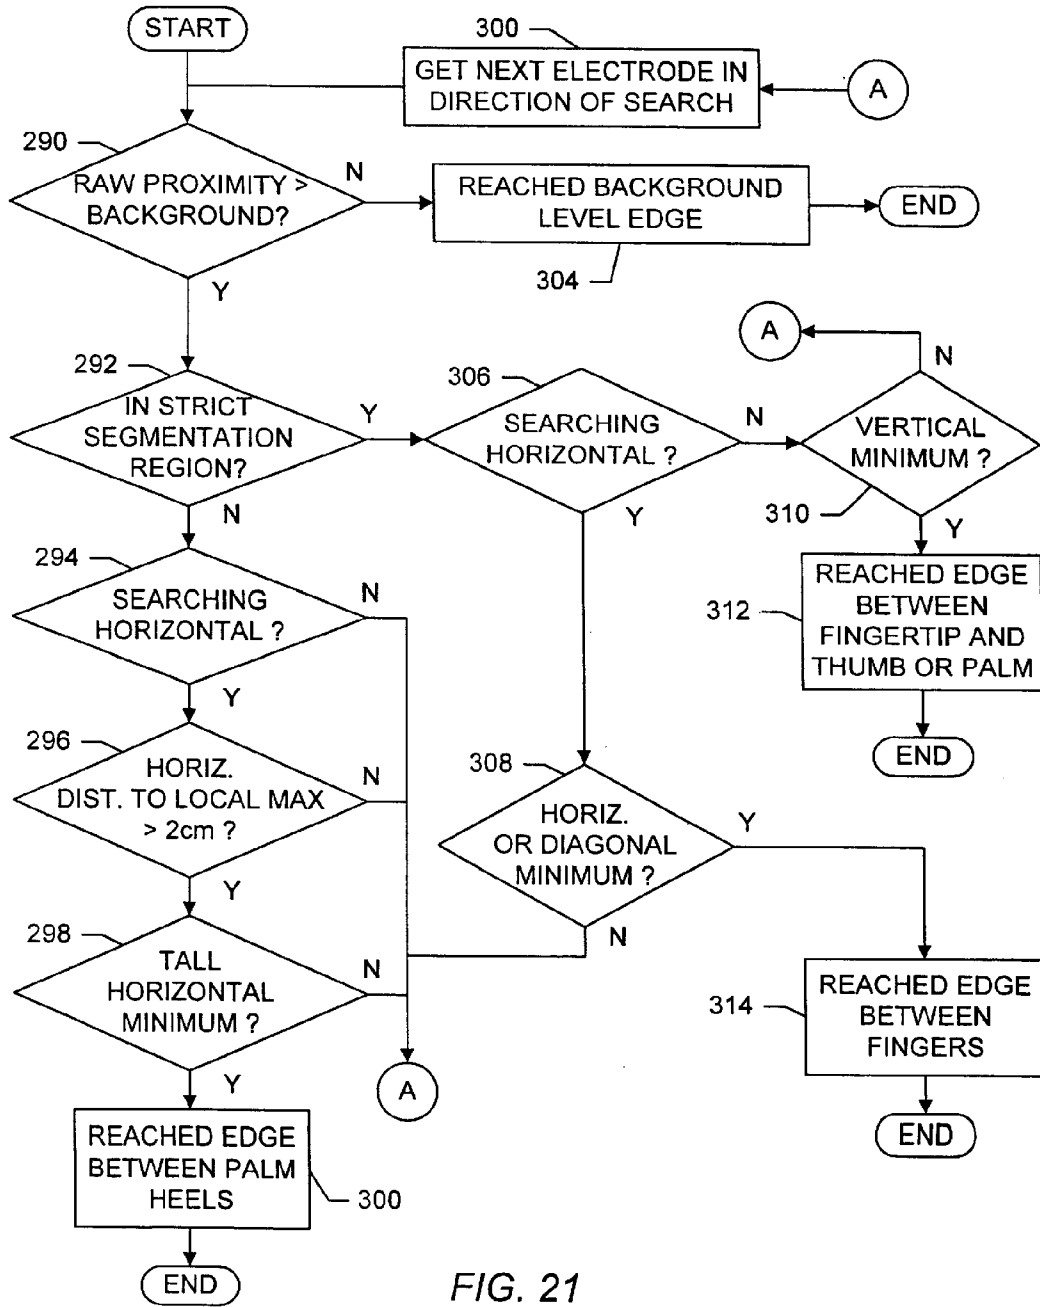 START
300
GET NEXT ELECTRODE IN
DIRECTION OF SEARCH
A
290
RAW PROXIMITY >
BACKGROUND?
N
REACHED BACKGROUND
LEVEL EDGE
END
304
Y
A
N
292
IN STRICT
SEGMENTATION
REGION?
Y
306
SEARCHING
HORIZONTAL ?
N
VERTICAL
MINIMUM ?
310
N
Y
Y
294
SEARCHING
HORIZONTAL ?
N
REACHED EDGE
BETWEEN
FINGERTIP AND
THUMB OR PALM
312
END
Y
296
HORIZ.
DIST. TO LOCAL MAX
> 2cm ?
N
308
HORIZ.
OR DIAGONAL
MINIMUM ?
Y
Y
N
298
TALL
HORIZONTAL
MINIMUM ?
N
314
REACHED EDGE
BETWEEN
FINGERS
Y
A
END
REACHED EDGE
BETWEEN PALM
HEELS
300
END
FIG. 21